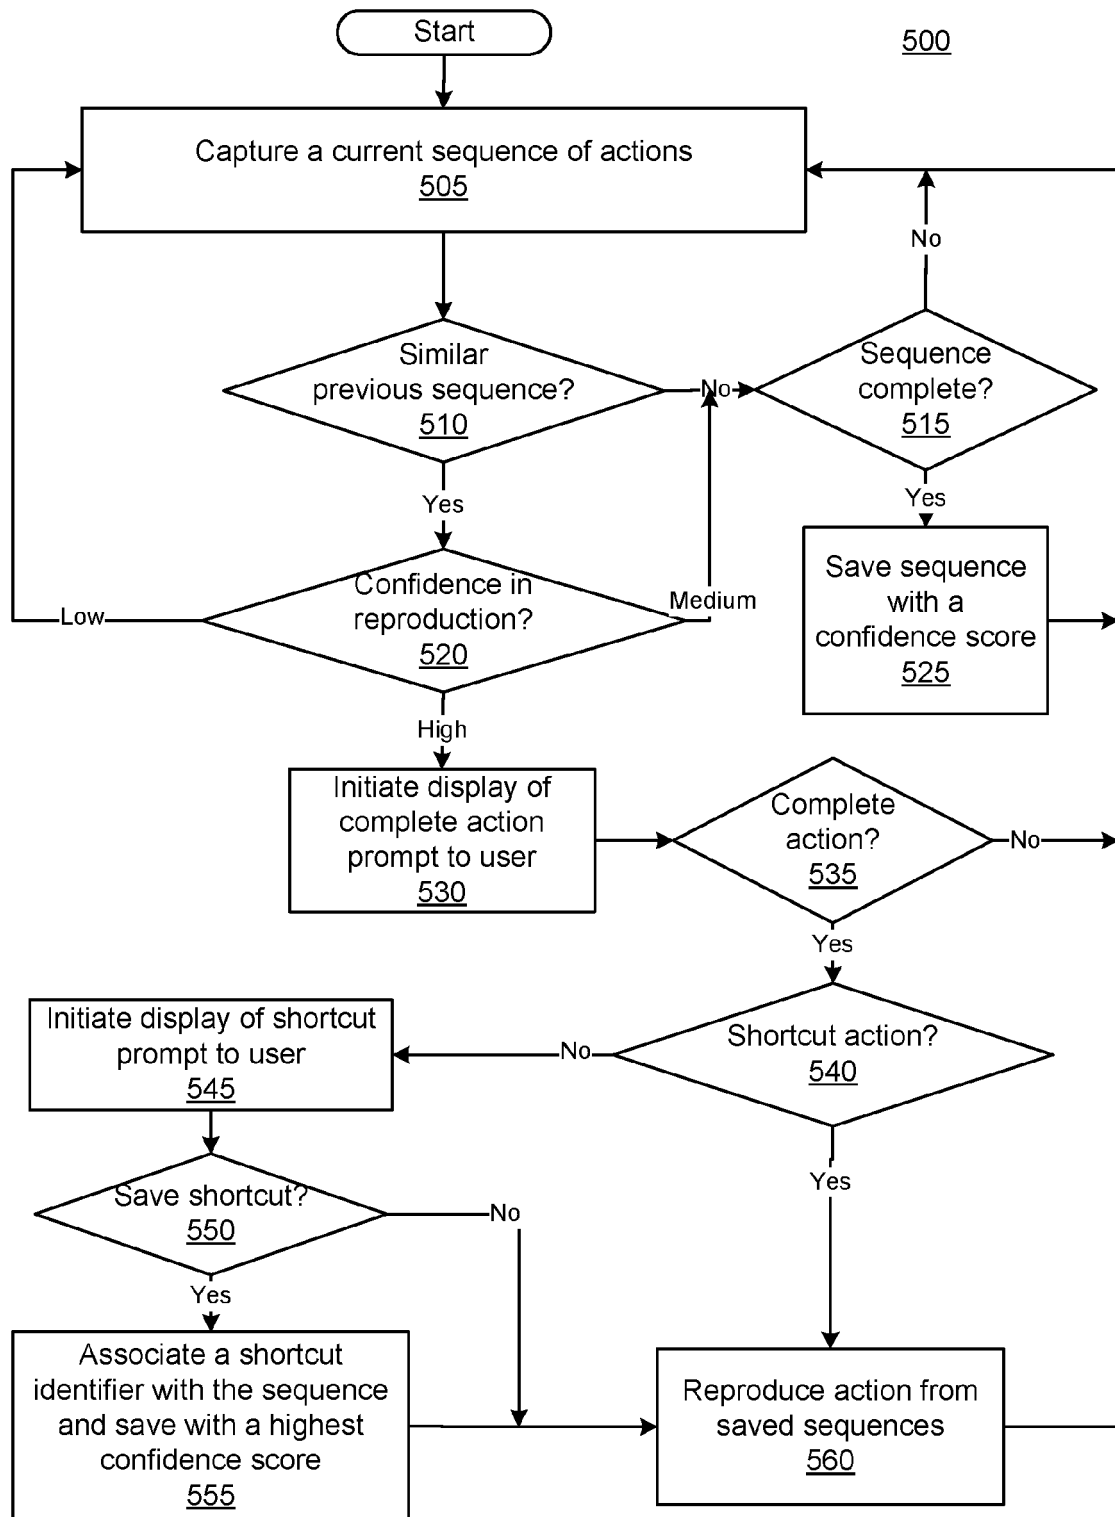 Start
500
Capture a current sequence of actions
505
No
Similar
previous sequence?
510
No
Sequence
complete?
515
Yes
Yes
Confidence in
reproduction?
520
Low
Medium
Save sequence
with a
confidence score
525
High
Initiate display of
complete action
prompt to user
530
Complete
action?
535
No
Yes
Initiate display of shortcut
prompt to user
545
No
Shortcut action?
540
Yes
Save shortcut?
550
No
Yes
Associate a shortcut
identifier with the sequence
and save with a highest
confidence score
555
Reproduce action from
saved sequences
560